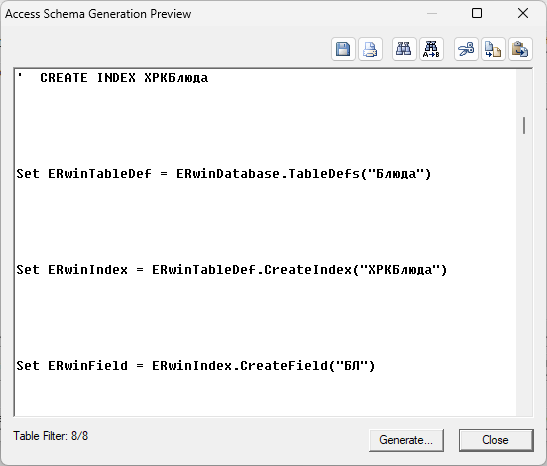 Access Schema Generation Preview
A→B
'  CREATE INDEX XPKБлюда
Set ERwinTableDef = ERwinDatabase.TableDefs("Блюда")
Set ERwinIndex = ERwinTableDef.CreateIndex("XPKБлюда")
Set ERwinField = ERwinIndex.CreateField("БЛ")
Table Filter: 8/8
Generate...
Close